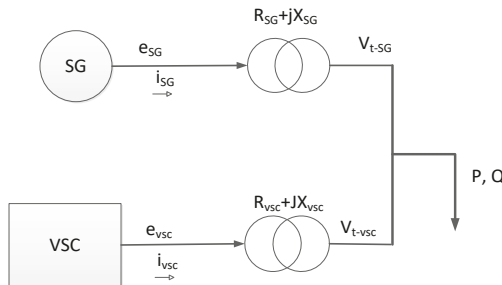 R_SG+jX_SG
e_SG
V_t-SG
SG
i_SG
P, Q
R_vsc+JX_vsc
e_vsc
V_t-vsc
VSC
i_vsc